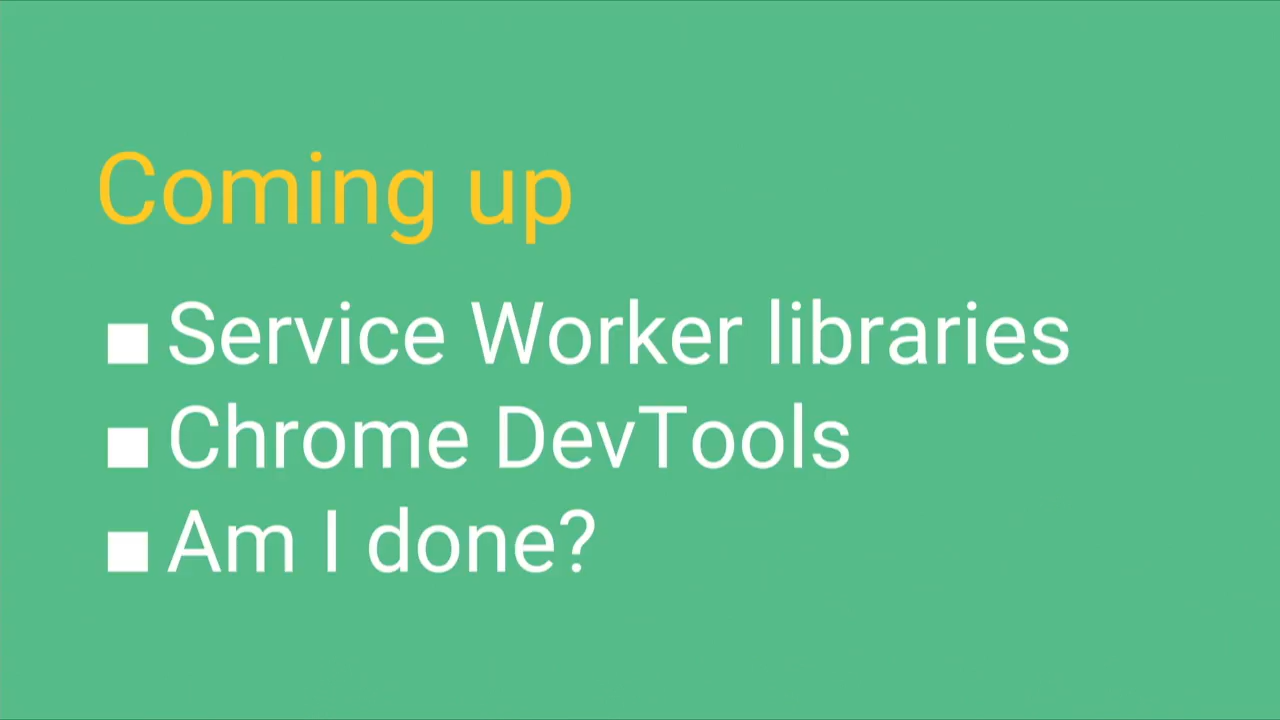 Coming up
■ Service Worker libraries
■ Chrome DevTools
■ Am I done?